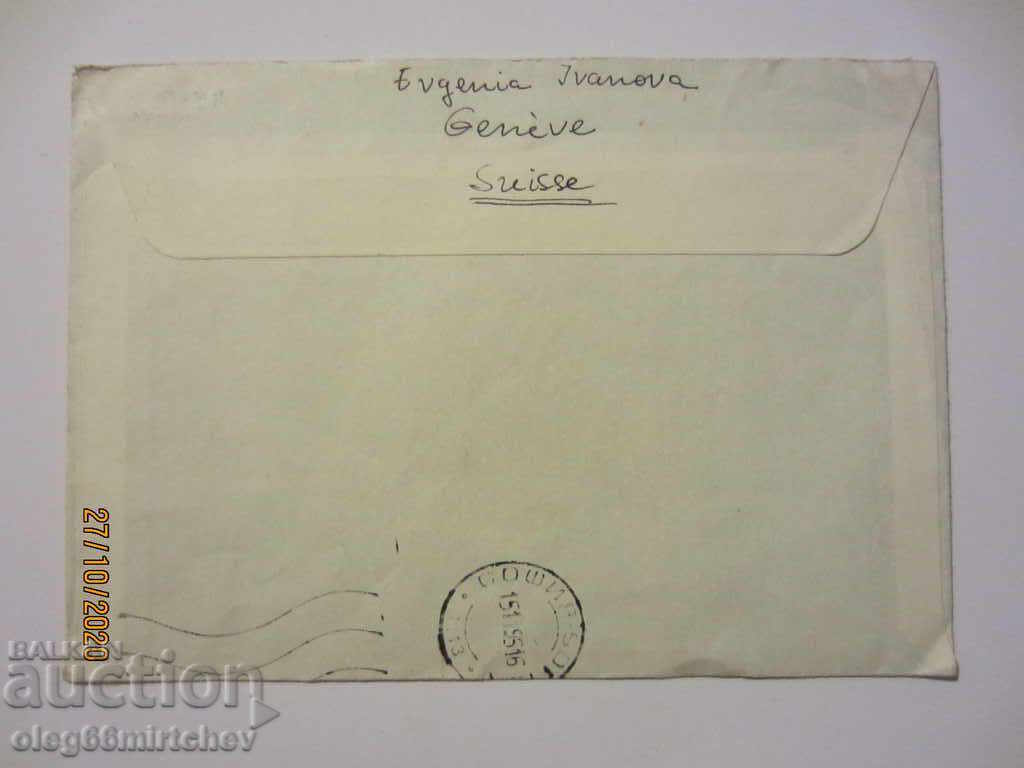 Evgenia Ivanova
Genève
Suisse
27/10/2020
BALKAN
auction
oleg66mirtchev